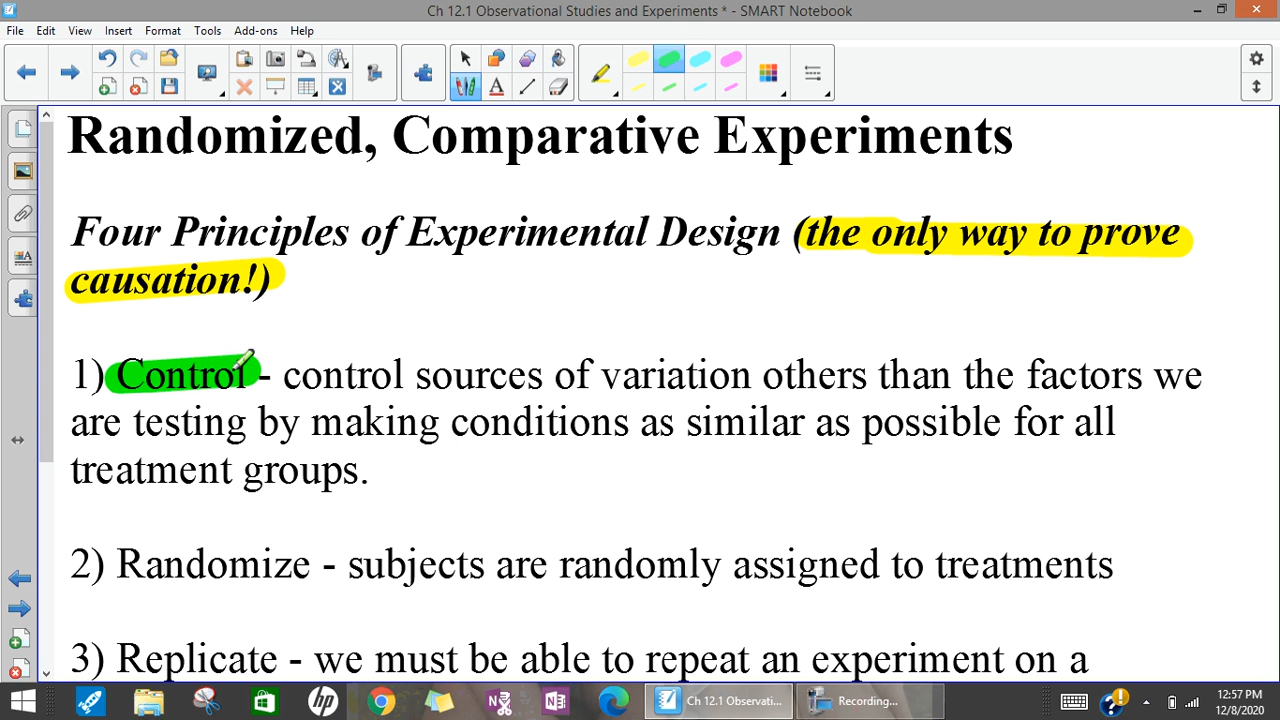 Ch 12.1 Observational Studies and Experiments * - SMART Notebook
File Edit View Insert Format Tools Add-ons Help
Randomized, Comparative Experiments
Four Principles of Experimental Design (the only way to prove
causation!)
1) Control - control sources of variation others than the factors we
are testing by making conditions as similar as possible for all
treatment groups.
2) Randomize - subjects are randomly assigned to treatments
3) Replicate - we must be able to repeat an experiment on a
Ch 12.1 Observati...
Recording...
12:57 PM
12/8/2020